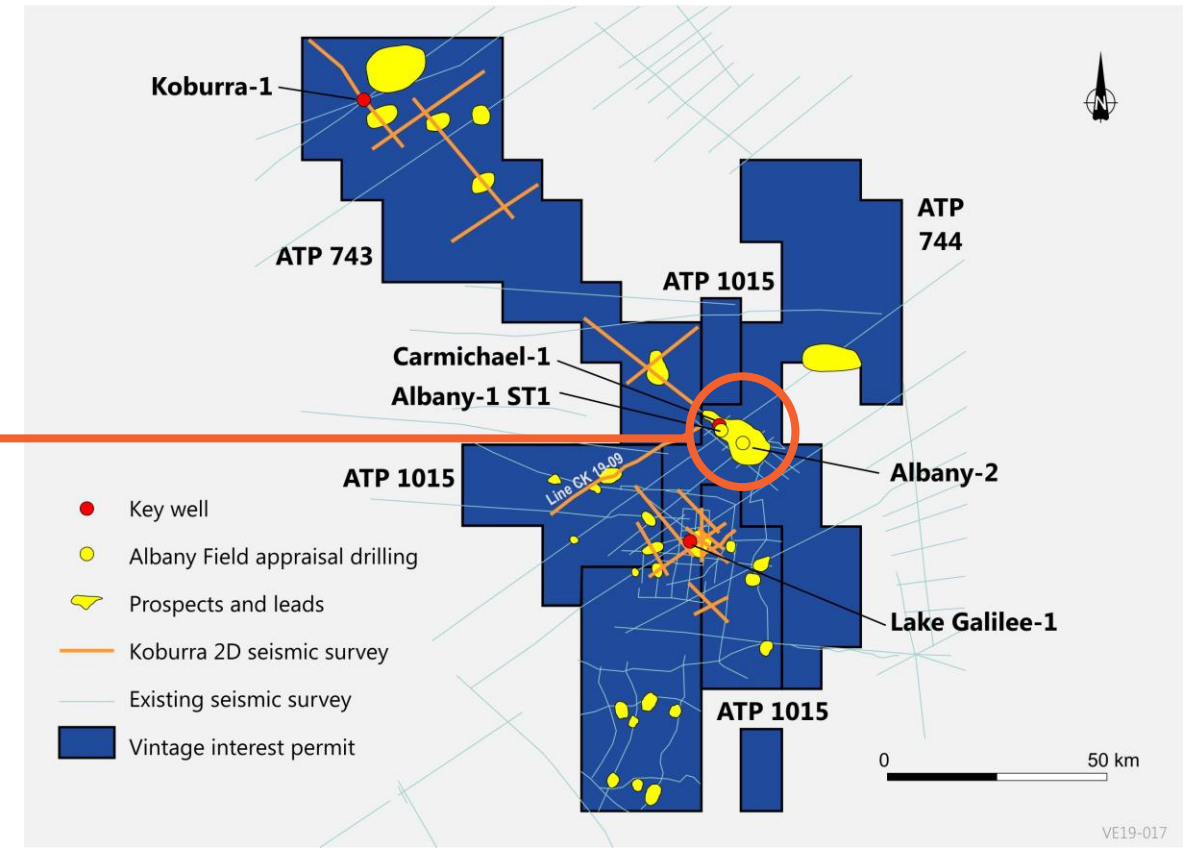 Koburra-1
N
ATP
744
ATP 743
ATP 1015
Carmichael-1
Albany-1 ST1
Line CK 19-09
ATP 1015
Albany-2
Key well
Albany Field appraisal drilling
Prospects and leads
Koburra 2D seismic survey
Existing seismic survey
Vintage interest permit
Lake Galilee-1
ATP 1015
0
50 km
VE19-017